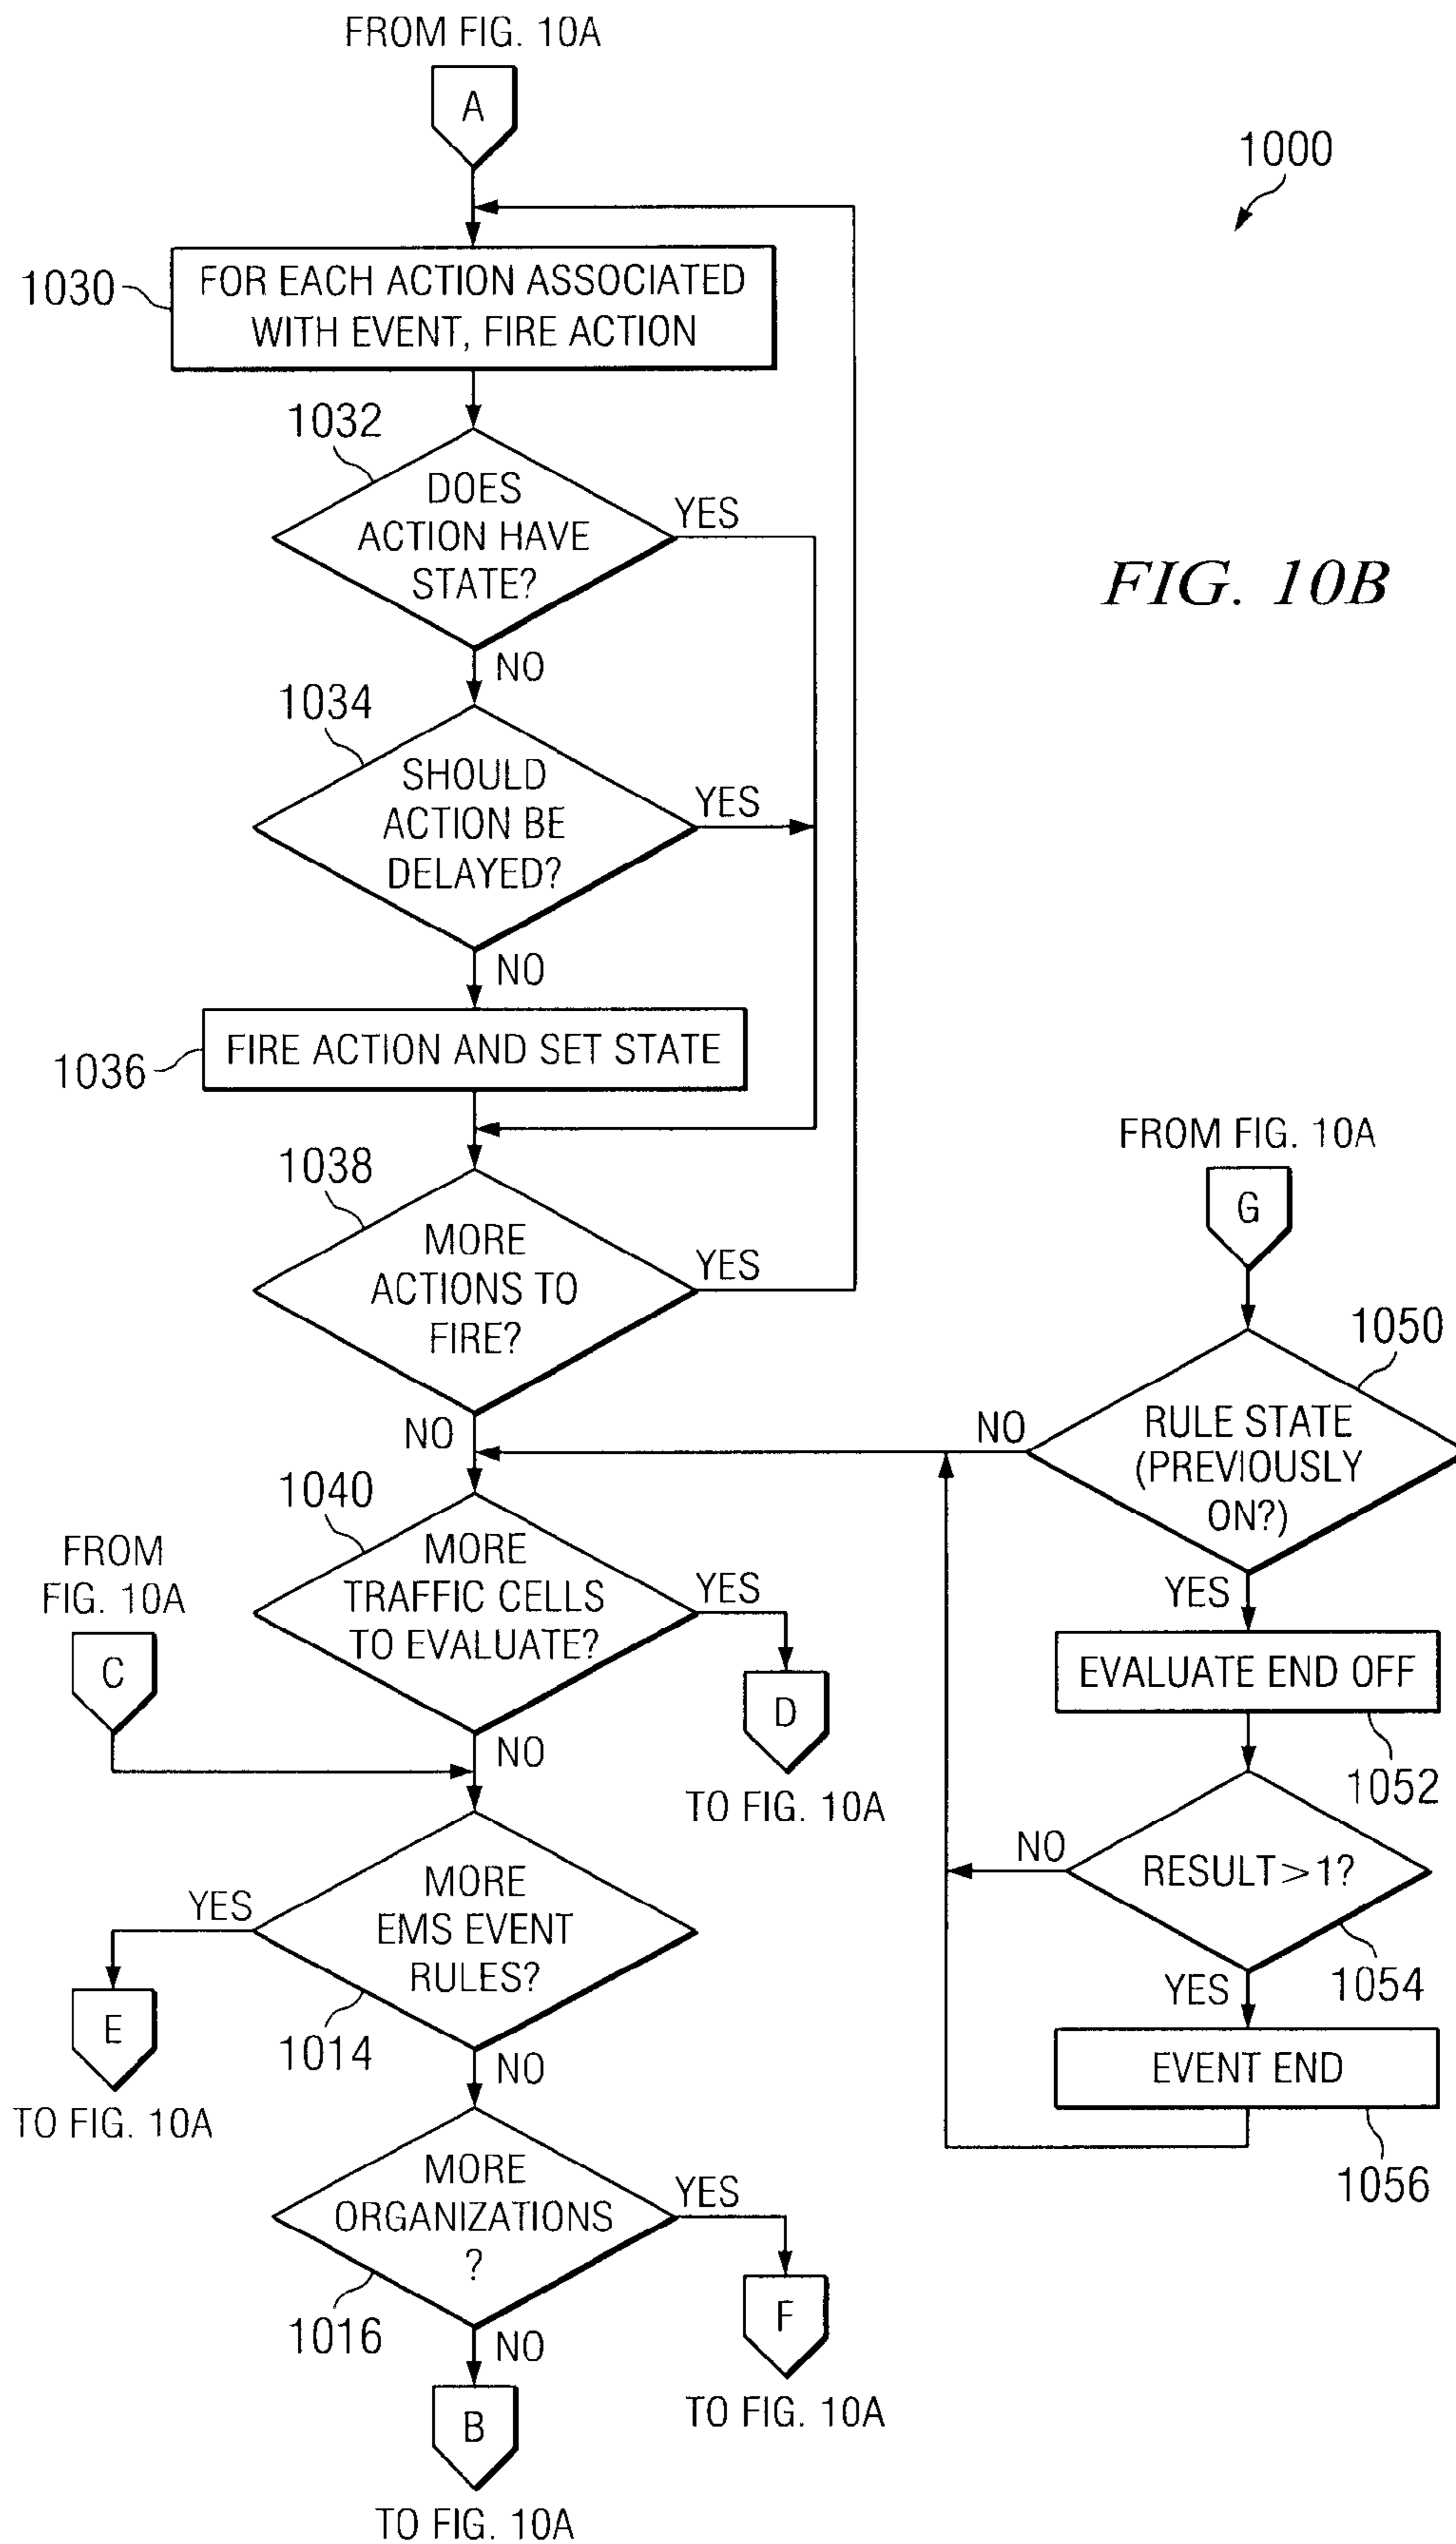 FROM FIG. 10A
A
1000
1030
FOR EACH ACTION ASSOCIATED
WITH EVENT, FIRE ACTION
1032
DOES
ACTION HAVE
STATE?
YES
NO
FIG. 10B
1034
SHOULD
ACTION BE
DELAYED?
YES
NO
1036
FIRE ACTION AND SET STATE
1038
MORE
ACTIONS TO
FIRE?
YES
NO
FROM FIG. 10A
G
1050
RULE STATE
(PREVIOUSLY
ON?)
NO
YES
1040
MORE
TRAFFIC CELLS
TO EVALUATE?
YES
NO
FROM
FIG. 10A
C
D
TO FIG. 10A
EVALUATE END OFF
1052
RESULT>1?
NO
1054
YES
EVENT END
1056
MORE
EMS EVENT
RULES?
YES
1014
NO
E
TO FIG. 10A
MORE
ORGANIZATIONS
?
YES
1016
NO
F
TO FIG. 10A
B
TO FIG. 10A